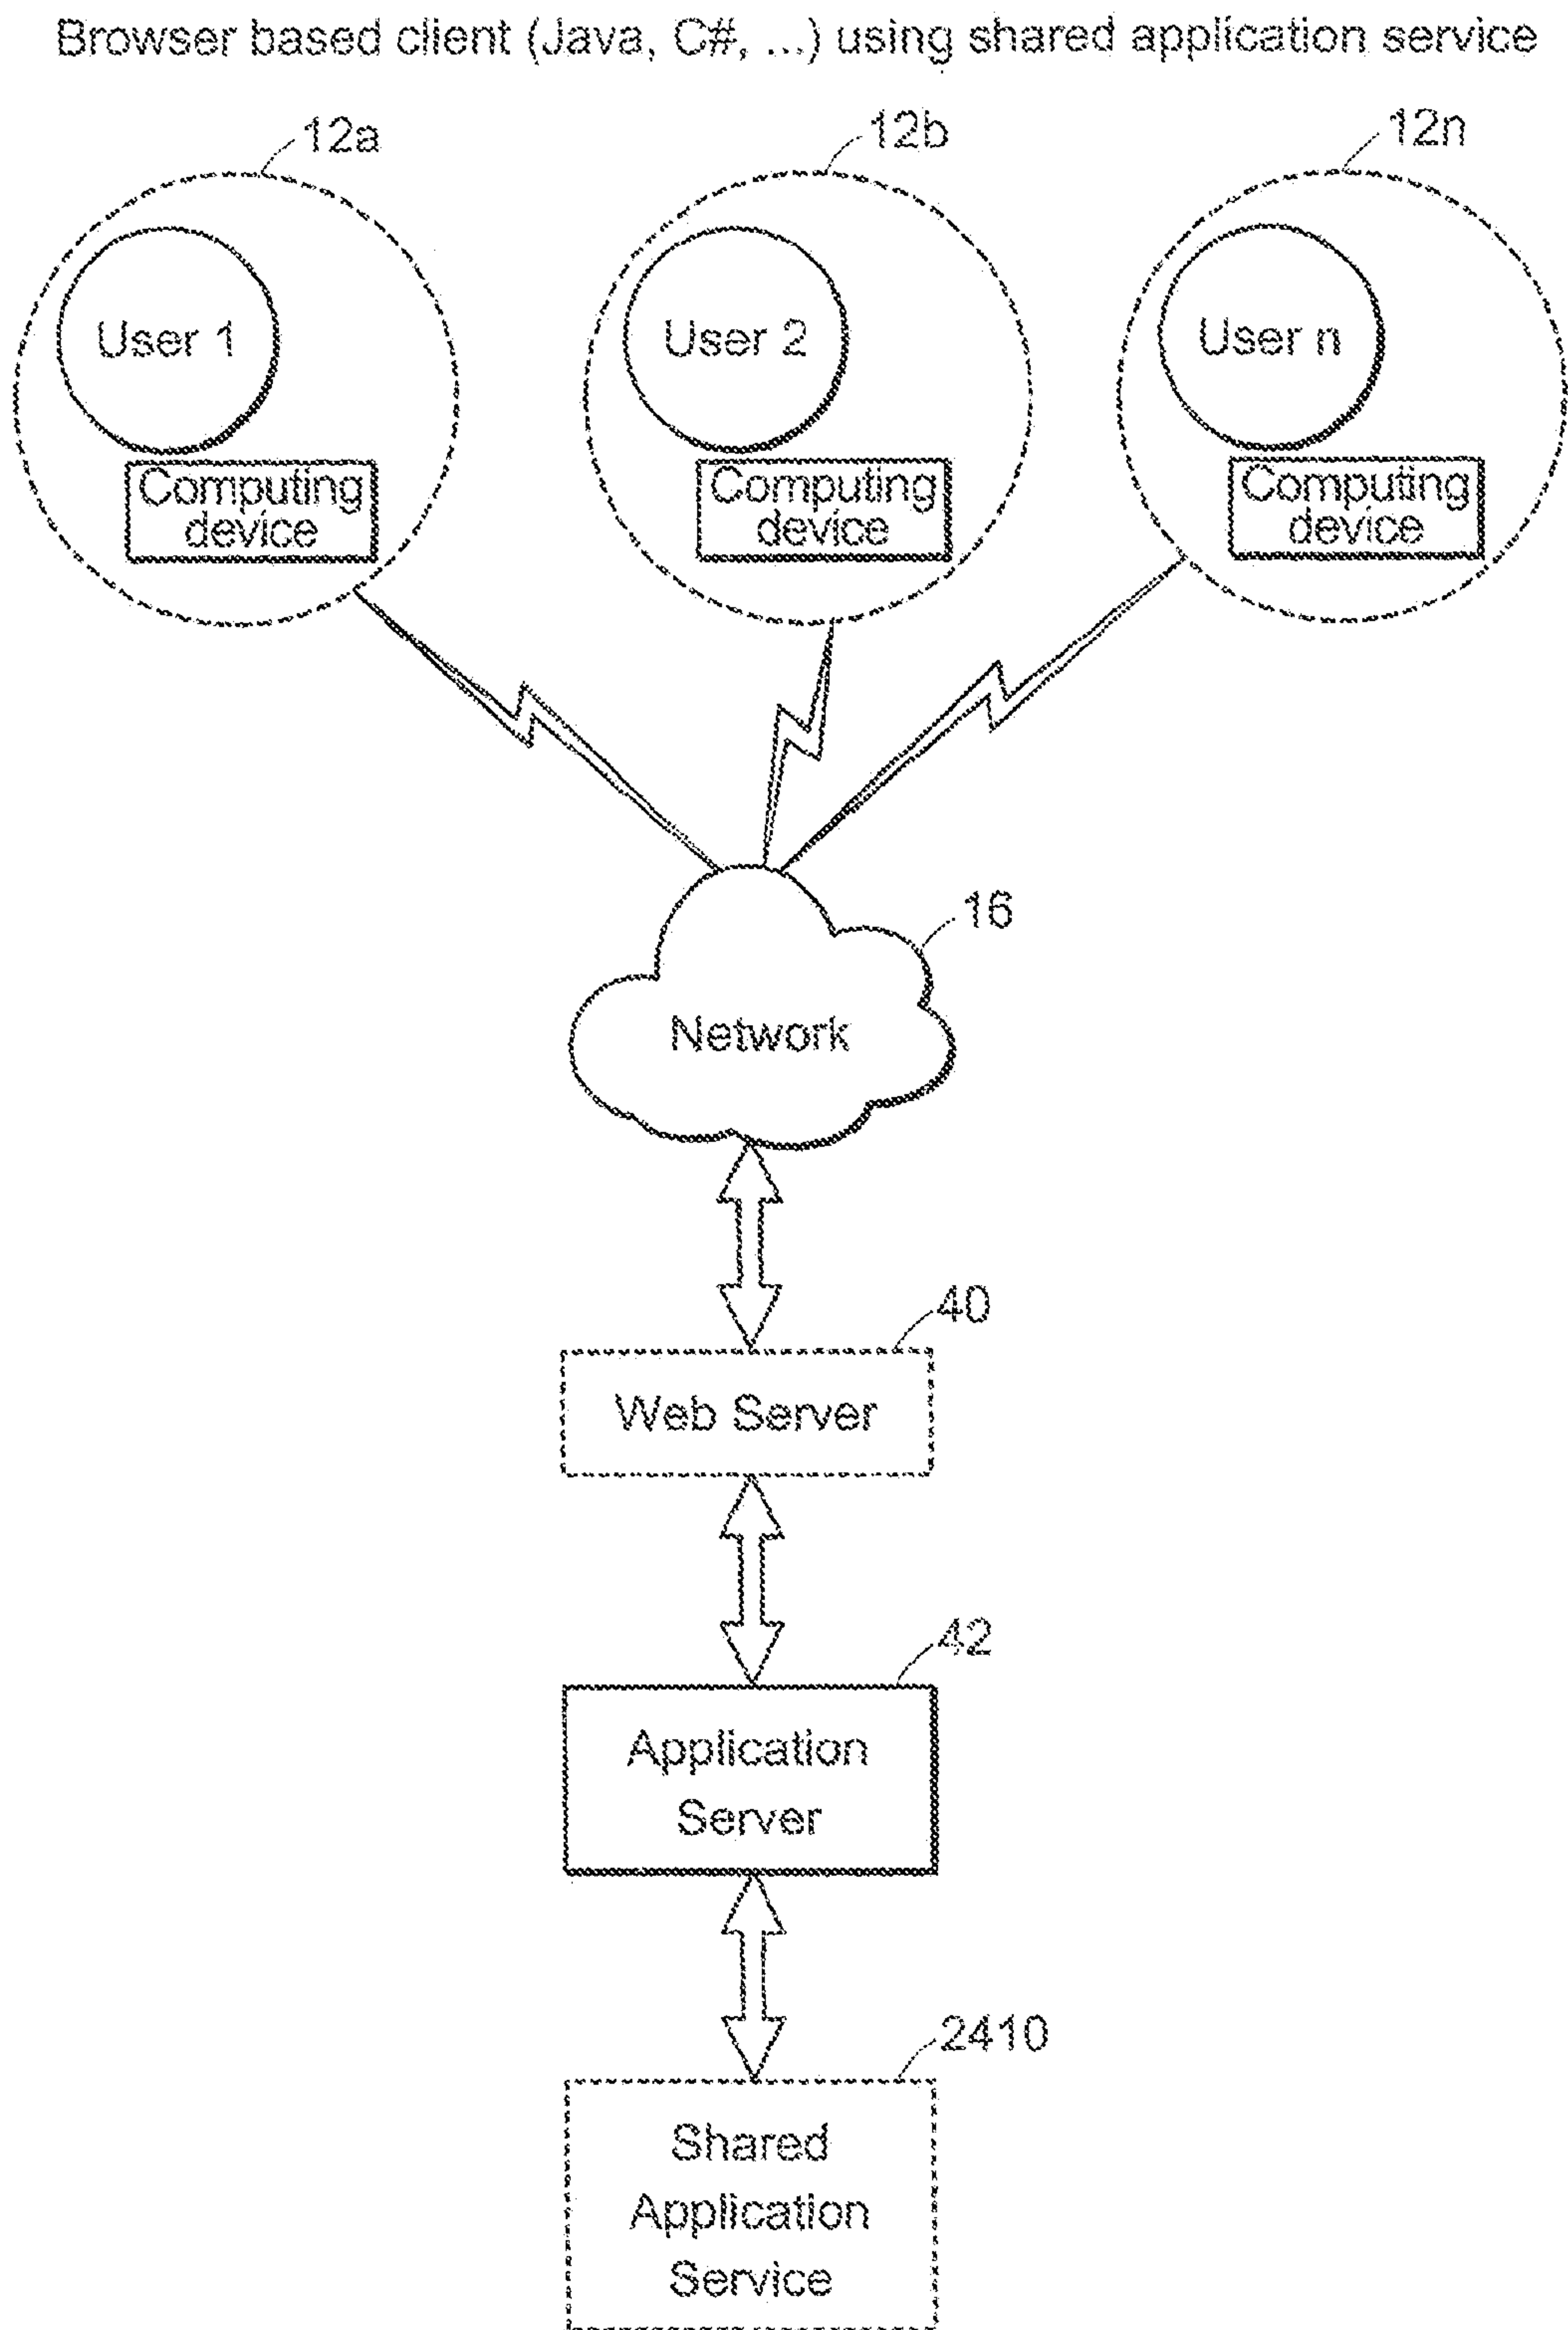 Browser based client (Java, C#, ...) using shared application service
12a
12b
12n
User 1
User 2
User n
Computing
device
Computing
device
Computing
device
16
Network
40
Web Server
42
Application
Server
2410
Shared
Application
Service